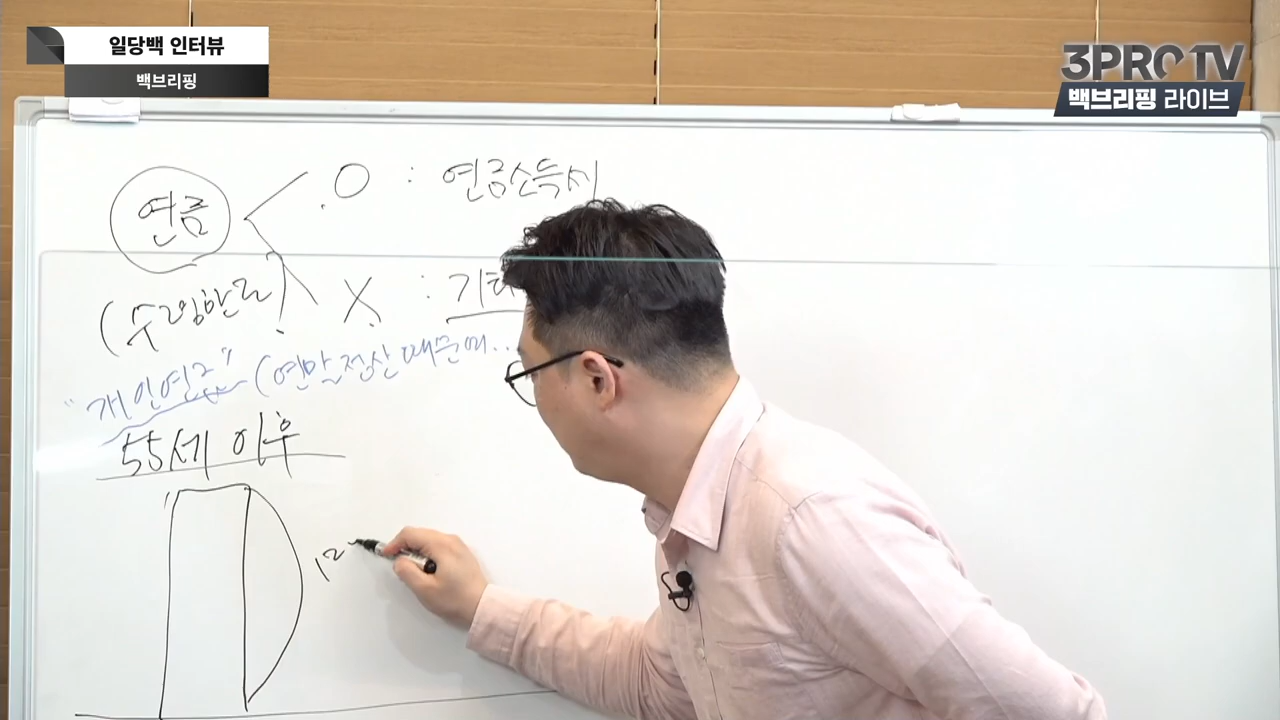 일당백 인터뷰
백브리핑
3PRO TV
백브리핑 라이브
연금 O : 연금소득세
(수령한도) X : 기타
"개인연금" (연말정산 때문에...
55세 이후
12